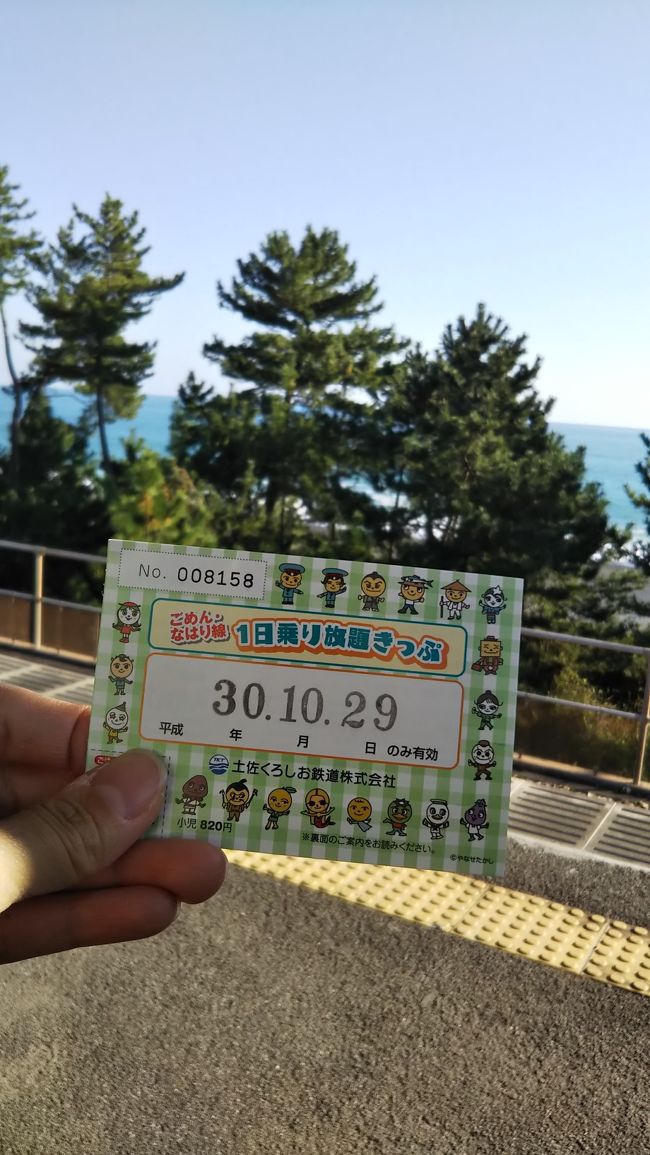 No. 008158
ごめん・
なはり線
1日乗り放題きっぷ
30.10.29
平成 年 月 日 のみ有効
土佐くろしお鉄道株式会社
小児 820円
※裏面のご案内をお読みください。
©やなせたかし